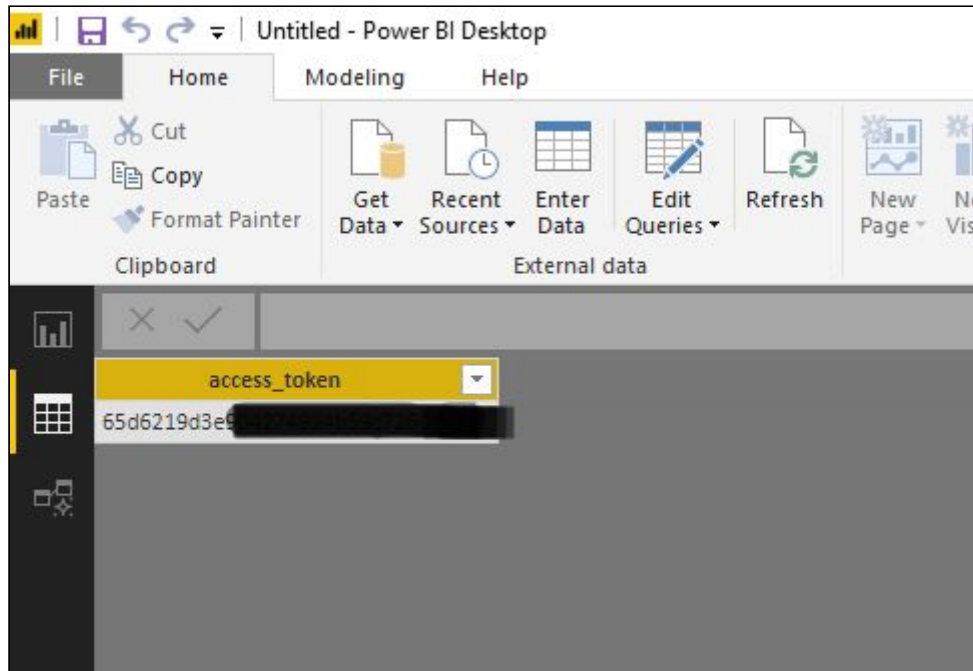 Untitled - Power BI Desktop
File Home Modeling Help
Cut
Copy
Format Painter
Paste
Get Data
Recent Sources
Enter Data
Edit Queries
Refresh
New Page
Clipboard
External data
access_token